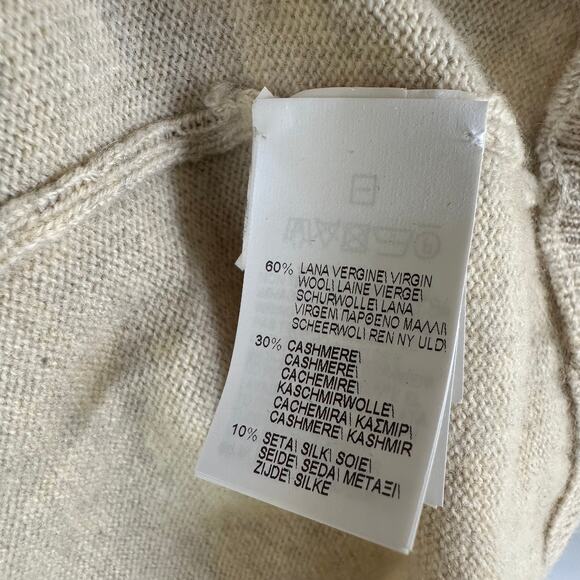 60% LANA VERGINE\ VIRGIN
WOOL\ LAINE VIERGE\
SCHURWOLLE\ LANA
VIRGEN\ ΠΑΡΘΕΝΟ ΜΑΛΛΙ\
SCHEERWOL\ REN NY ULD\
30% CASHMERE\
CASHMERE\
CACHEMIRE\
KASCHMIRWOLLE\
CACHEMIRA\ ΚΑΣΜΙΡ\
CASHMERE\ KASHMIR
10% SETA\ SILK\ SOIE\
SEIDE\ SEDA\ ΜΕΤΑΞΙ\
ZIJDE\ SILKE